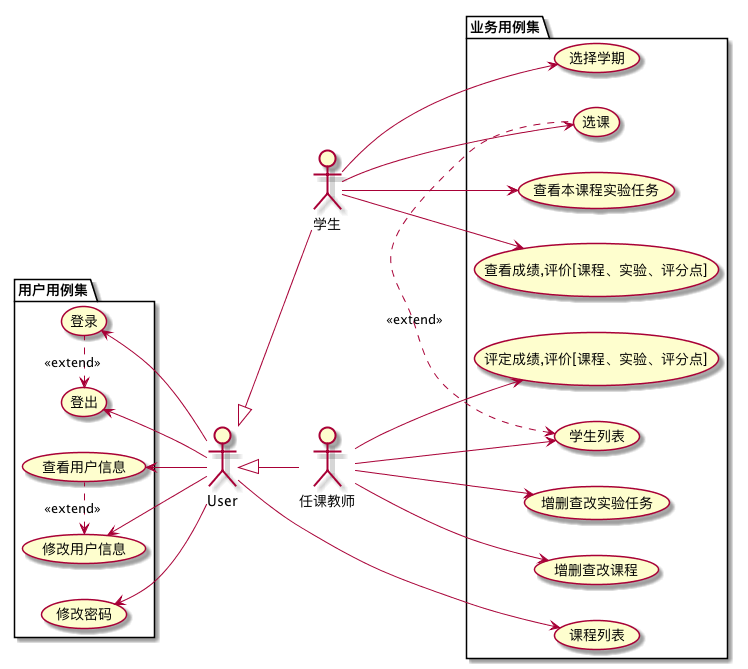 业务用例集
选择学期
选课
查看本课程实验任务
学生
查看成绩,评价[课程、实验、评分点]
用户用例集
登录
«extend»
«extend»
评定成绩,评价[课程、实验、评分点]
登出
学生列表
查看用户信息
User
任课教师
增删查改实验任务
«extend»
修改用户信息
增删查改课程
修改密码
课程列表